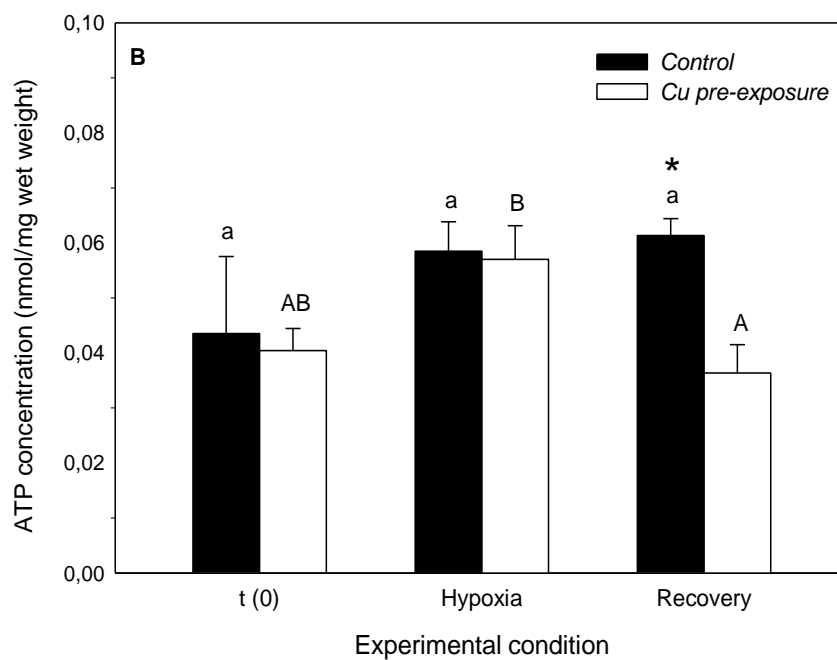 0,10
B
Control
Cu pre-exposure
0,08
*
a
a
B
0,06
a
AB
A
0,04
0,02
0,00
t (0)
Hypoxia
Recovery
Experimental condition
ATP concentration (nmol/mg wet weight)